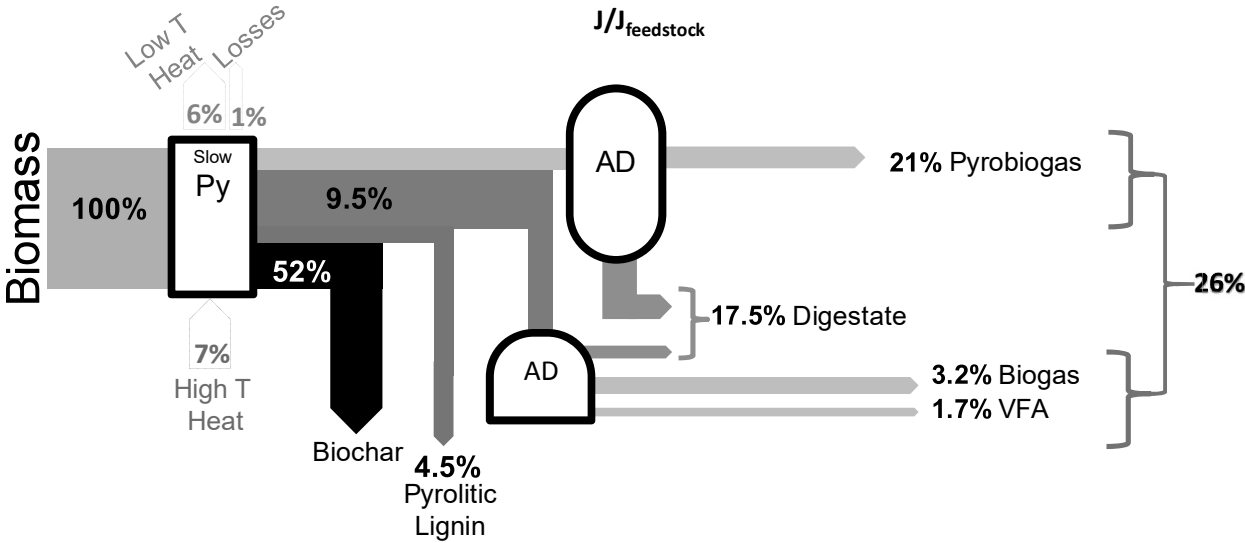 J/Jfeedstock
Low T
Heat
Losses
6%
1%
Biomass
100%
Slow
Py
AD
21% Pyrobiogas
9.5%
52%
26%
17.5% Digestate
7%
High T
Heat
AD
3.2% Biogas
1.7% VFA
Biochar
4.5%
Pyrolitic
Lignin